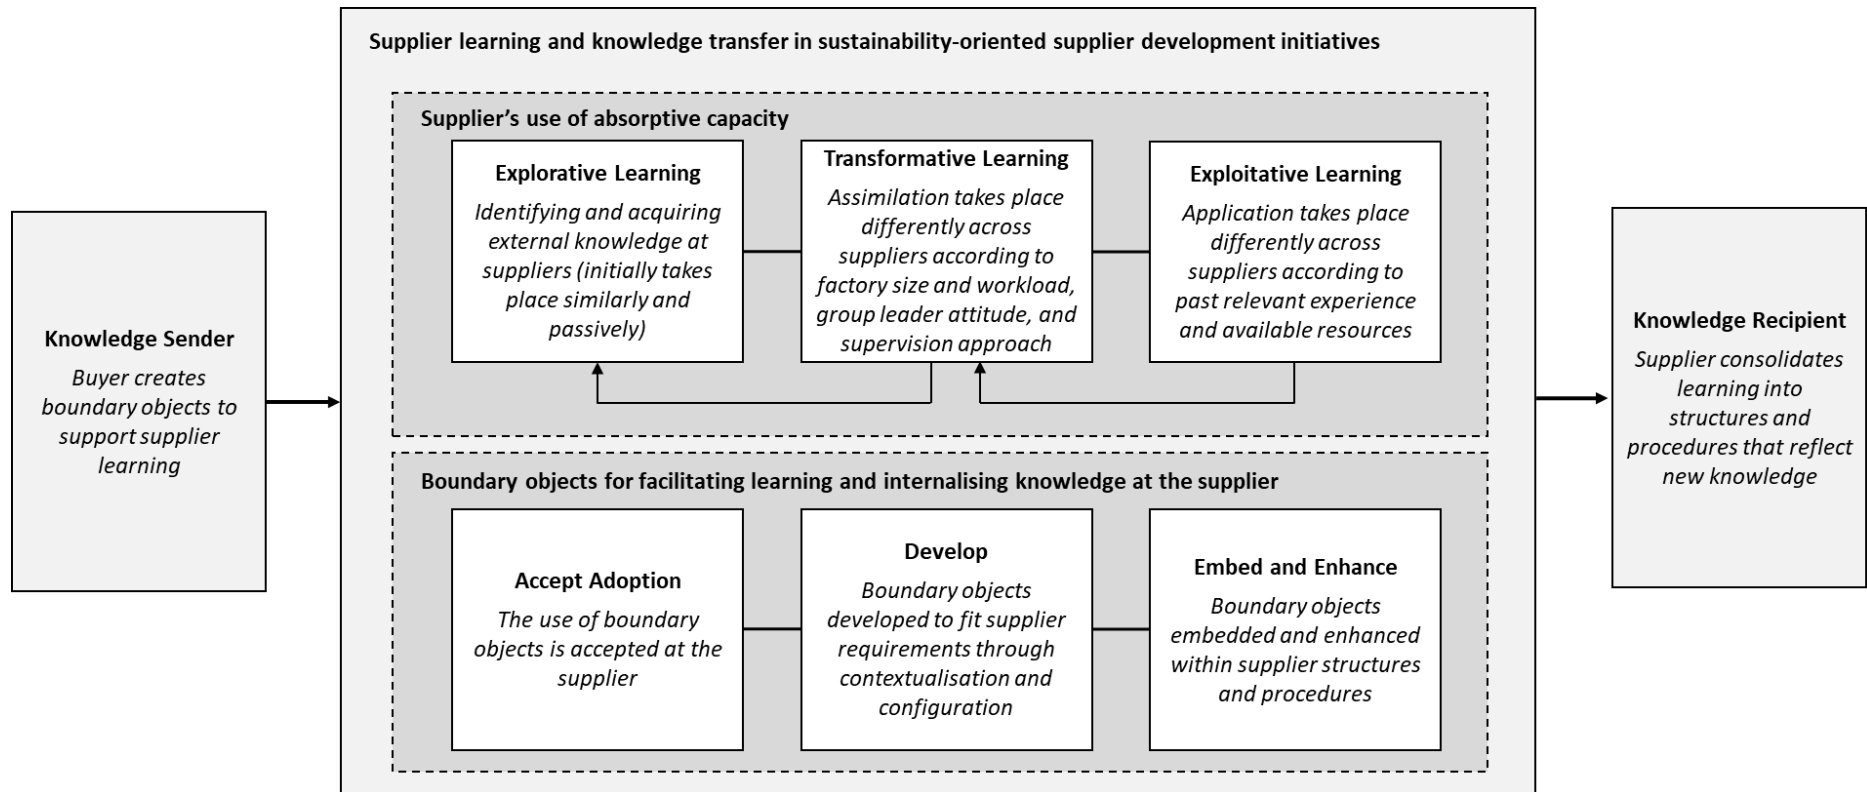 Supplier learning and knowledge transfer in sustainability-oriented supplier development initiatives
Knowledge Sender
Buyer creates
boundary objects to
support supplier
learning
Supplier’s use of absorptive capacity
Explorative Learning
Identifying and acquiring
external knowledge at
suppliers (initially takes
place similarly and
passively)
Transformative Learning
Assimilation takes place
differently across
suppliers according to
factory size and workload,
group leader attitude, and
supervision approach
Exploitative Learning
Application takes place
differently across
suppliers according to
past relevant experience
and available resources
Boundary objects for facilitating learning and internalising knowledge at the supplier
Accept Adoption
The use of boundary
objects is accepted at the
supplier
Develop
Boundary objects
developed to fit supplier
requirements through
contextualisation and
configuration
Embed and Enhance
Boundary objects
embedded and enhanced
within supplier structures
and procedures
Knowledge Recipient
Supplier consolidates
learning into
structures and
procedures that reflect
new knowledge